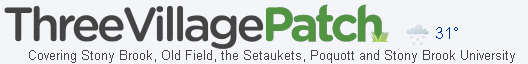 ThreeVillagePatch 31°
Covering Stony Brook, Old Field, the Setaukets, Poquott and Stony Brook University